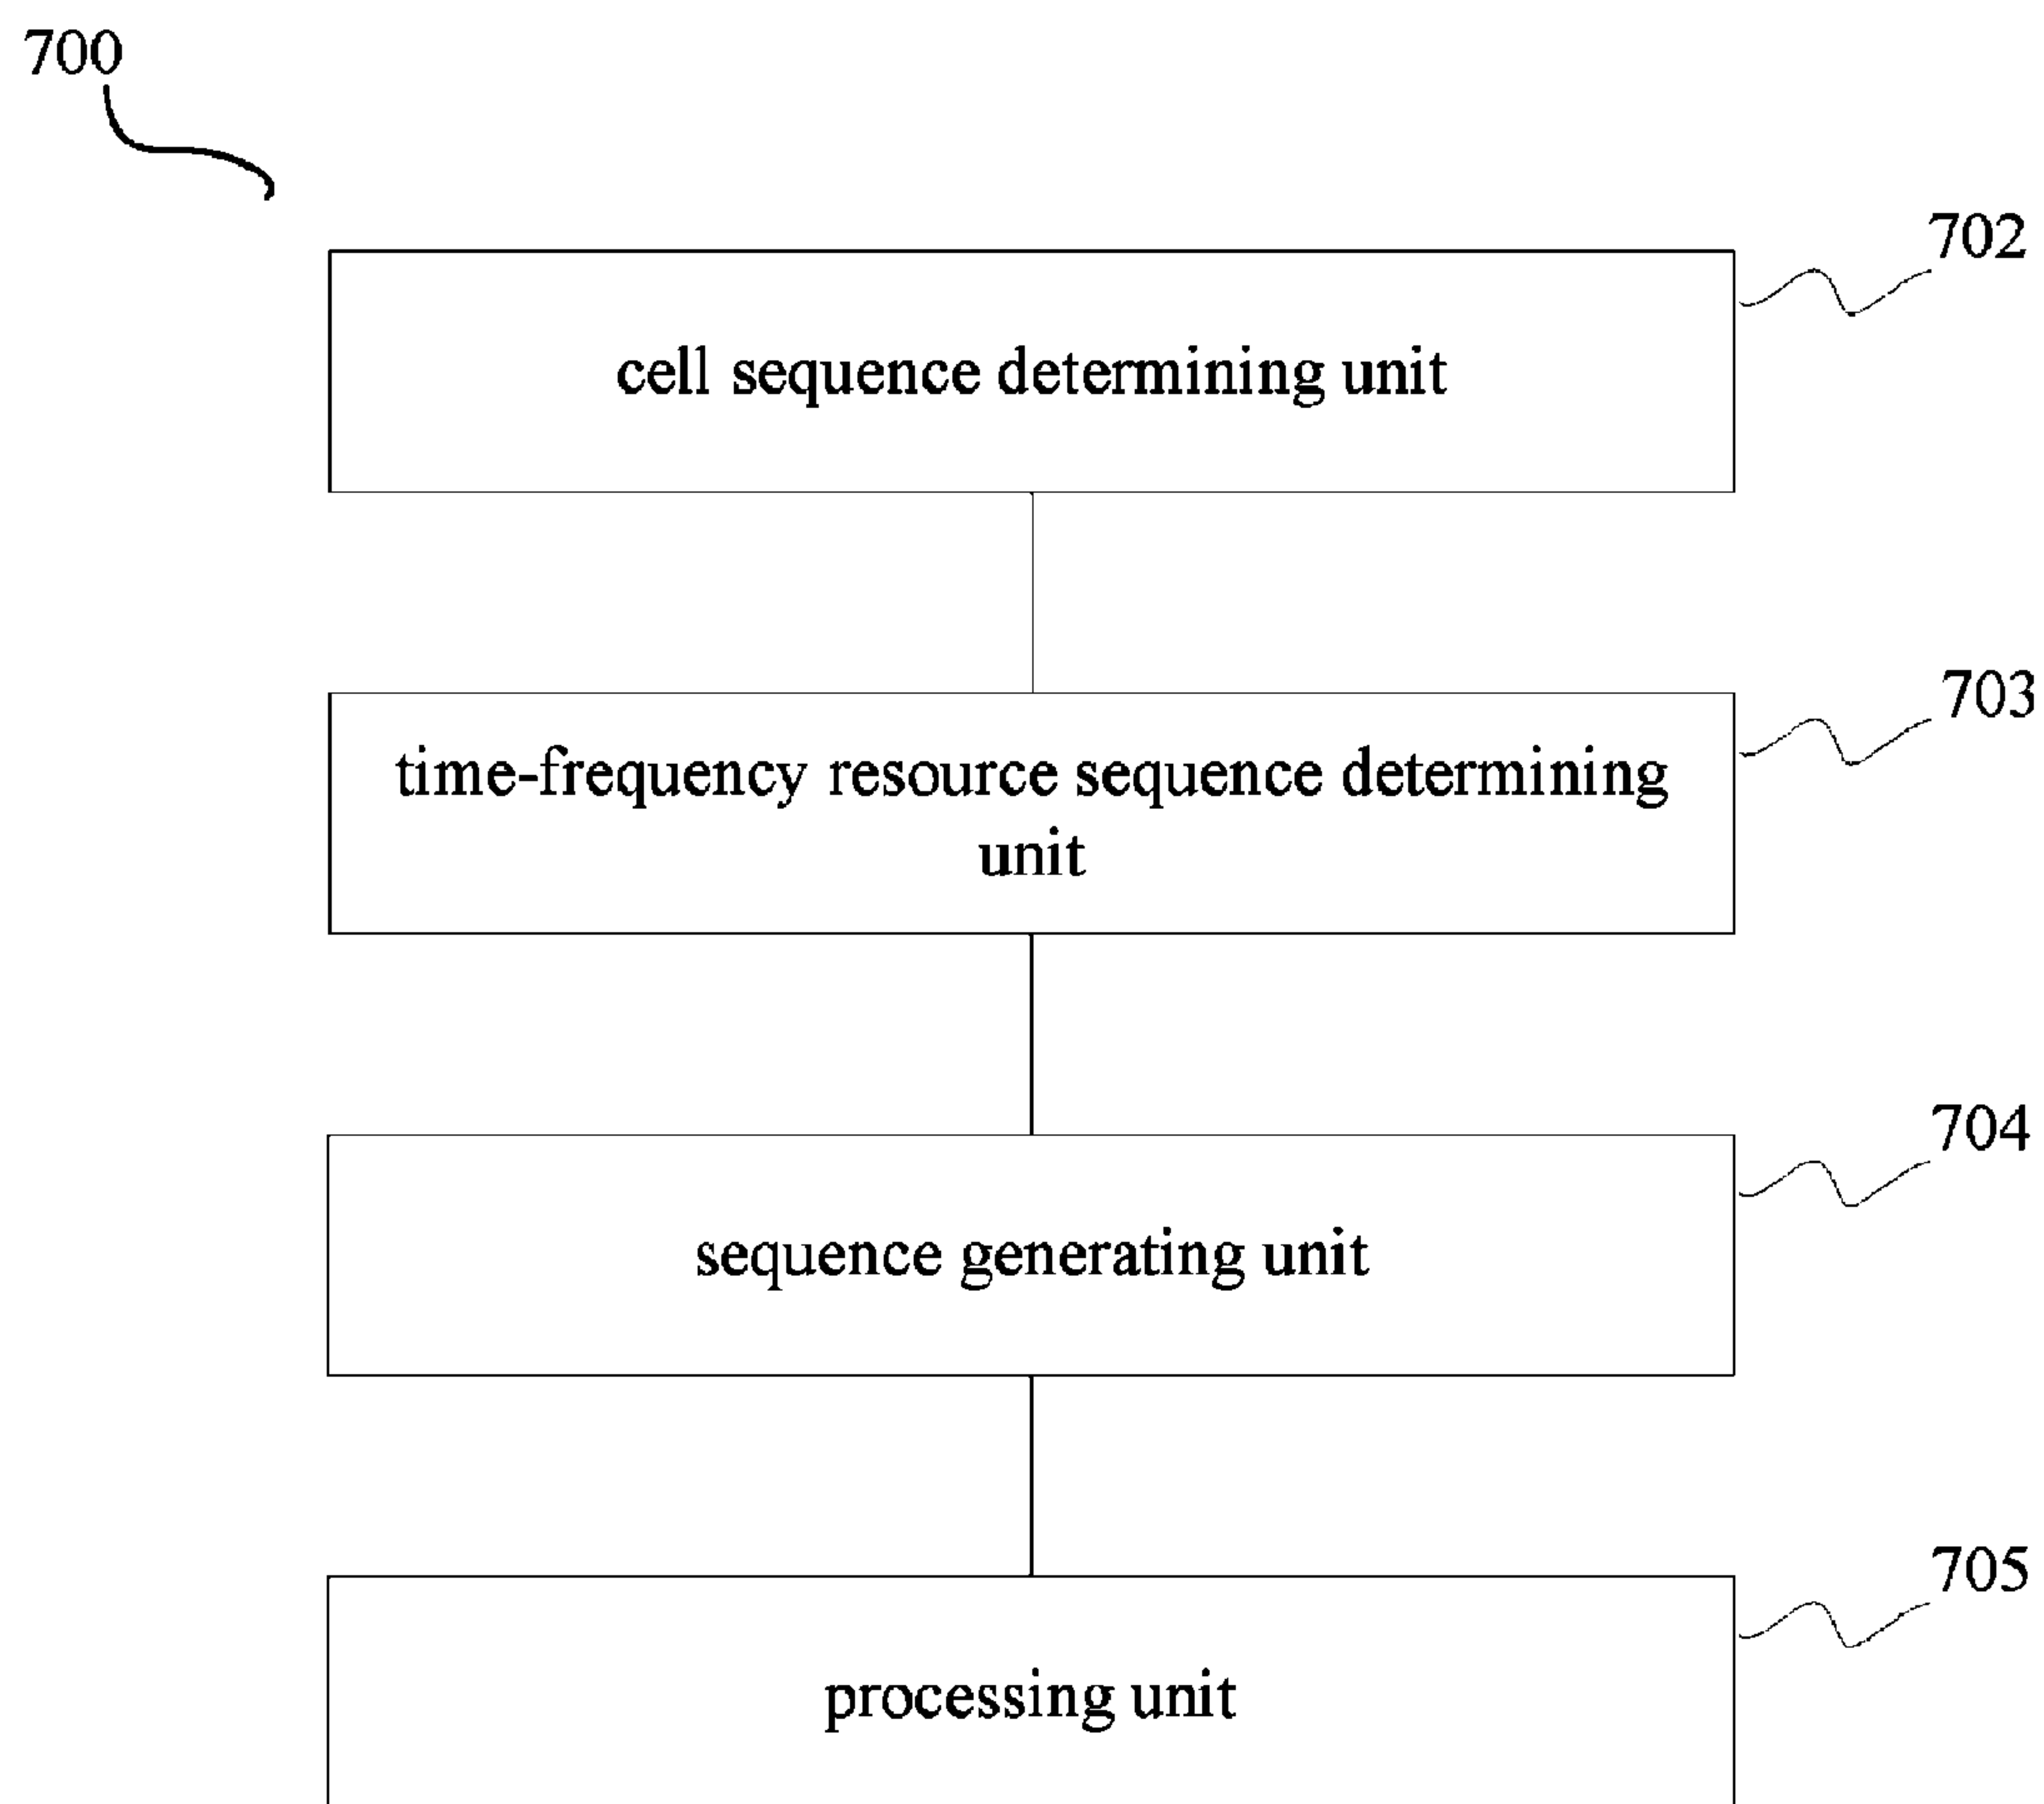 700
702
cell sequence determining unit
703
time-frequency resource sequence determining
unit
704
sequence generating unit
705
processing unit